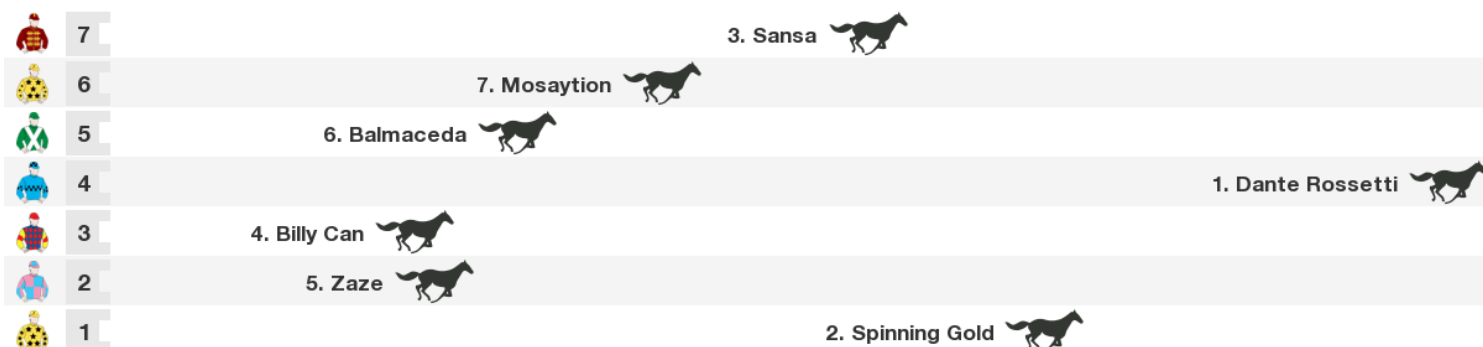 7 3. Sansa
6 7. Mosaytion
5 6. Balmaceda
4 1. Dante Rossetti
3 4. Billy Can
2 5. Zaze
1 2. Spinning Gold